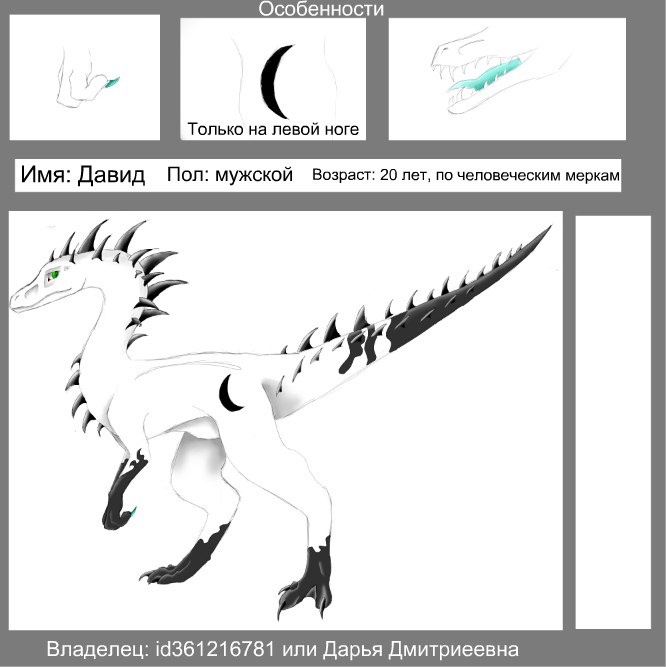 Особенности
Только на левой ноге
Имя: Давид Пол: мужской Возраст: 20 лет, по человеческим меркам
Владелец: id361216781 или Дарья Дмитриеевна